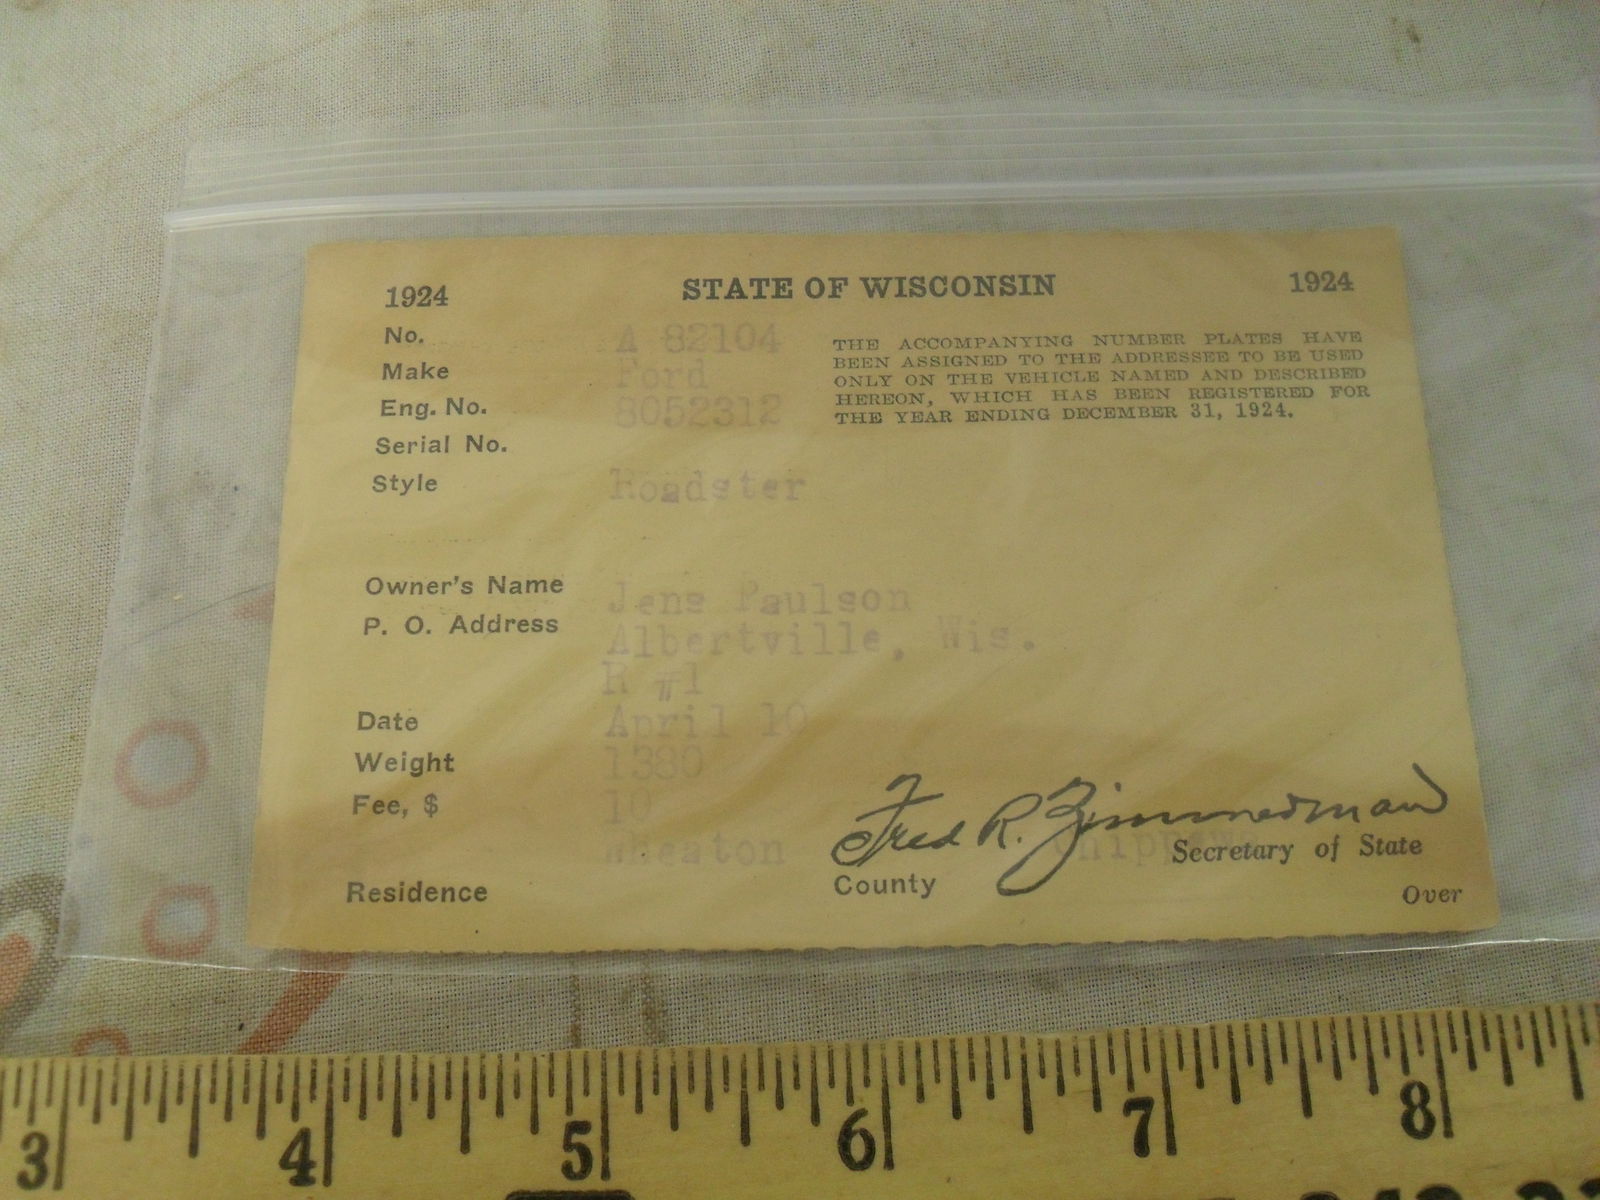 1924 STATE OF WISCONSIN 1924
No. A 82104
Make Ford
Eng. No. 8052312
Serial No.
Style Roadster
THE ACCOMPANYING NUMBER PLATES HAVE
BEEN ASSIGNED TO THE ADDRESSEE TO BE USED
ONLY ON THE VEHICLE NAMED AND DESCRIBED
HEREON, WHICH HAS BEEN REGISTERED FOR
THE YEAR ENDING DECEMBER 31, 1924.
Owner's Name Jens Paulson
P. O. Address Albertville, Wis.
R #1
Date April 10
Weight 1380
Fee, $ 10
Fred R. Zimmerman
Wheaton Chippewa
Secretary of State
Residence County
Over
3 4 5 6 7 8